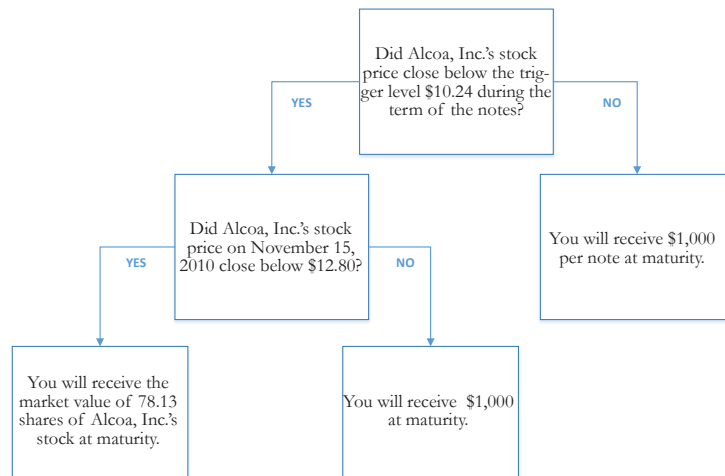 Did Alcoa, Inc.'s stock
price close below the trig-
ger level $10.24 during the
term of the notes?
YES
NO
Did Alcoa, Inc.'s stock
price on November 15,
2010 close below $12.80?
You will receive $1,000
per note at maturity.
YES
NO
You will receive the
market value of 78.13
shares of Alcoa, Inc.'s
stock at maturity.
You will receive $1,000
at maturity.